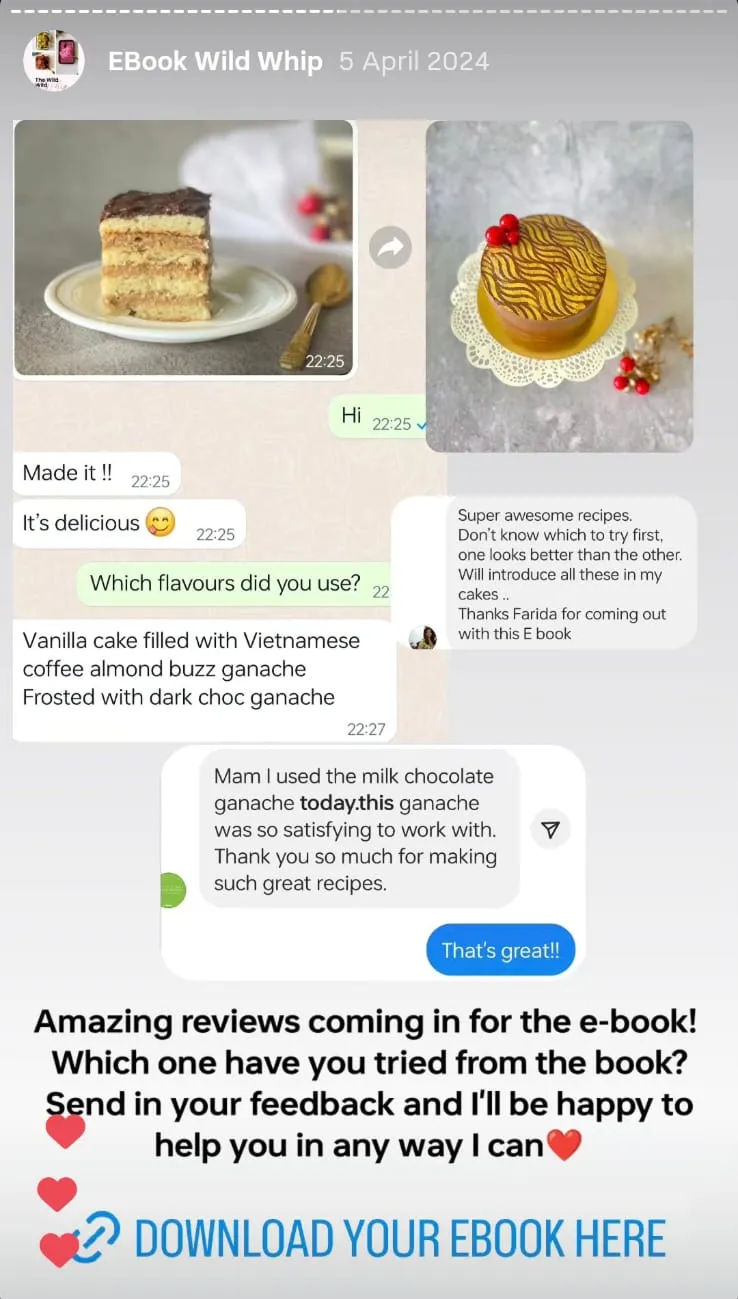 EBook Wild Whip 5 April 2024
The Wild,
22:25
Hi 22:25
Made it !! 22:25
It's delicious 😋 22:25
Which flavours did you use? 22
Vanilla cake filled with Vietnamese
coffee almond buzz ganache
Frosted with dark choc ganache
22:27
Super awesome recipes.
Don't know which to try first,
one looks better than the other.
Will introduce all these in my
cakes ..
Thanks Farida for coming out
with this E book
Mam I used the milk chocolate
ganache today.this ganache
was so satisfying to work with.
Thank you so much for making
such great recipes.
That's great!!
Amazing reviews coming in for the e-book!
Which one have you tried from the book?
Send in your feedback and I'll be happy to
help you in any way I can❤️
DOWNLOAD YOUR EBOOK HERE